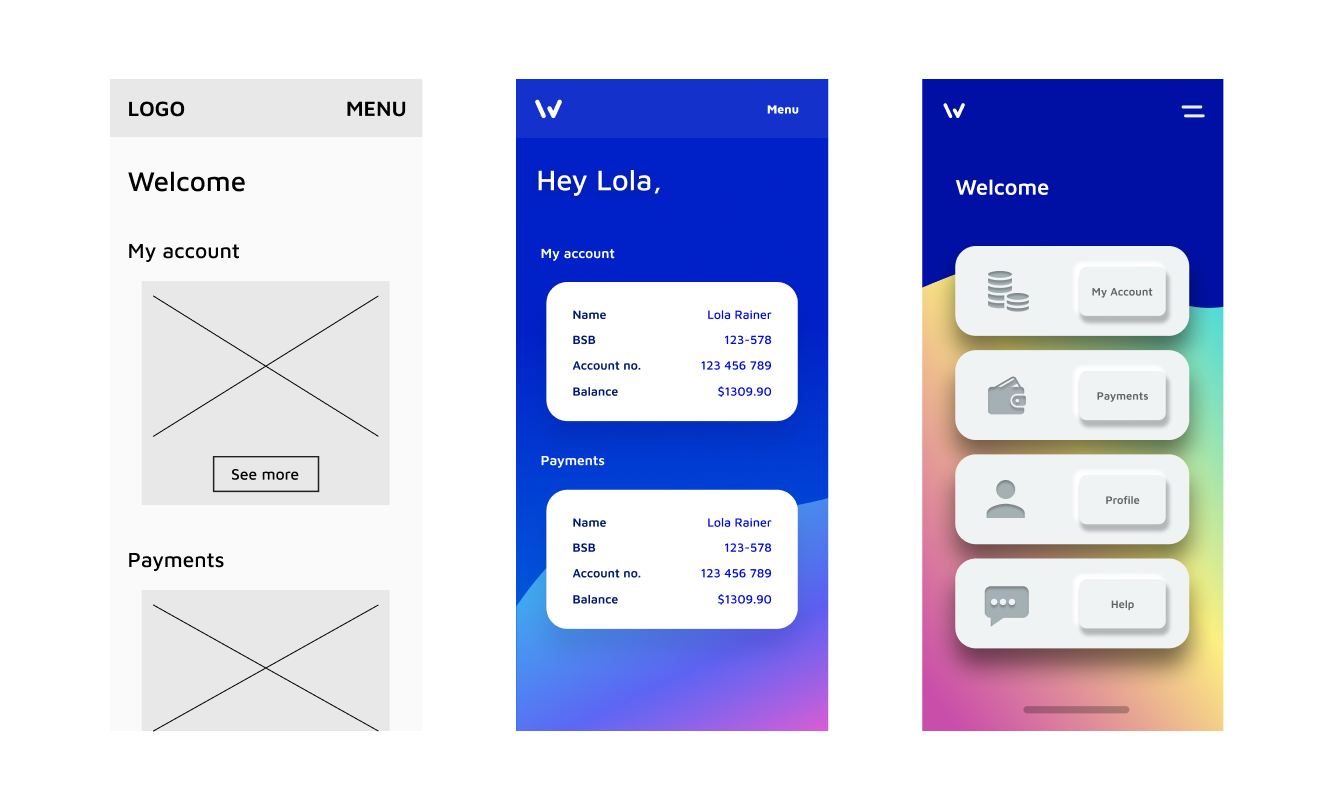 LOGO MENU
Welcome
My account
See more
Payments
Menu
Hey Lola,
My account
Name Lola Rainer
BSB 123-578
Account no. 123 456 789
Balance $1309.90
Payments
Name Lola Rainer
BSB 123-578
Account no. 123 456 789
Balance $1309.90
Welcome
My Account
Payments
Profile
Help